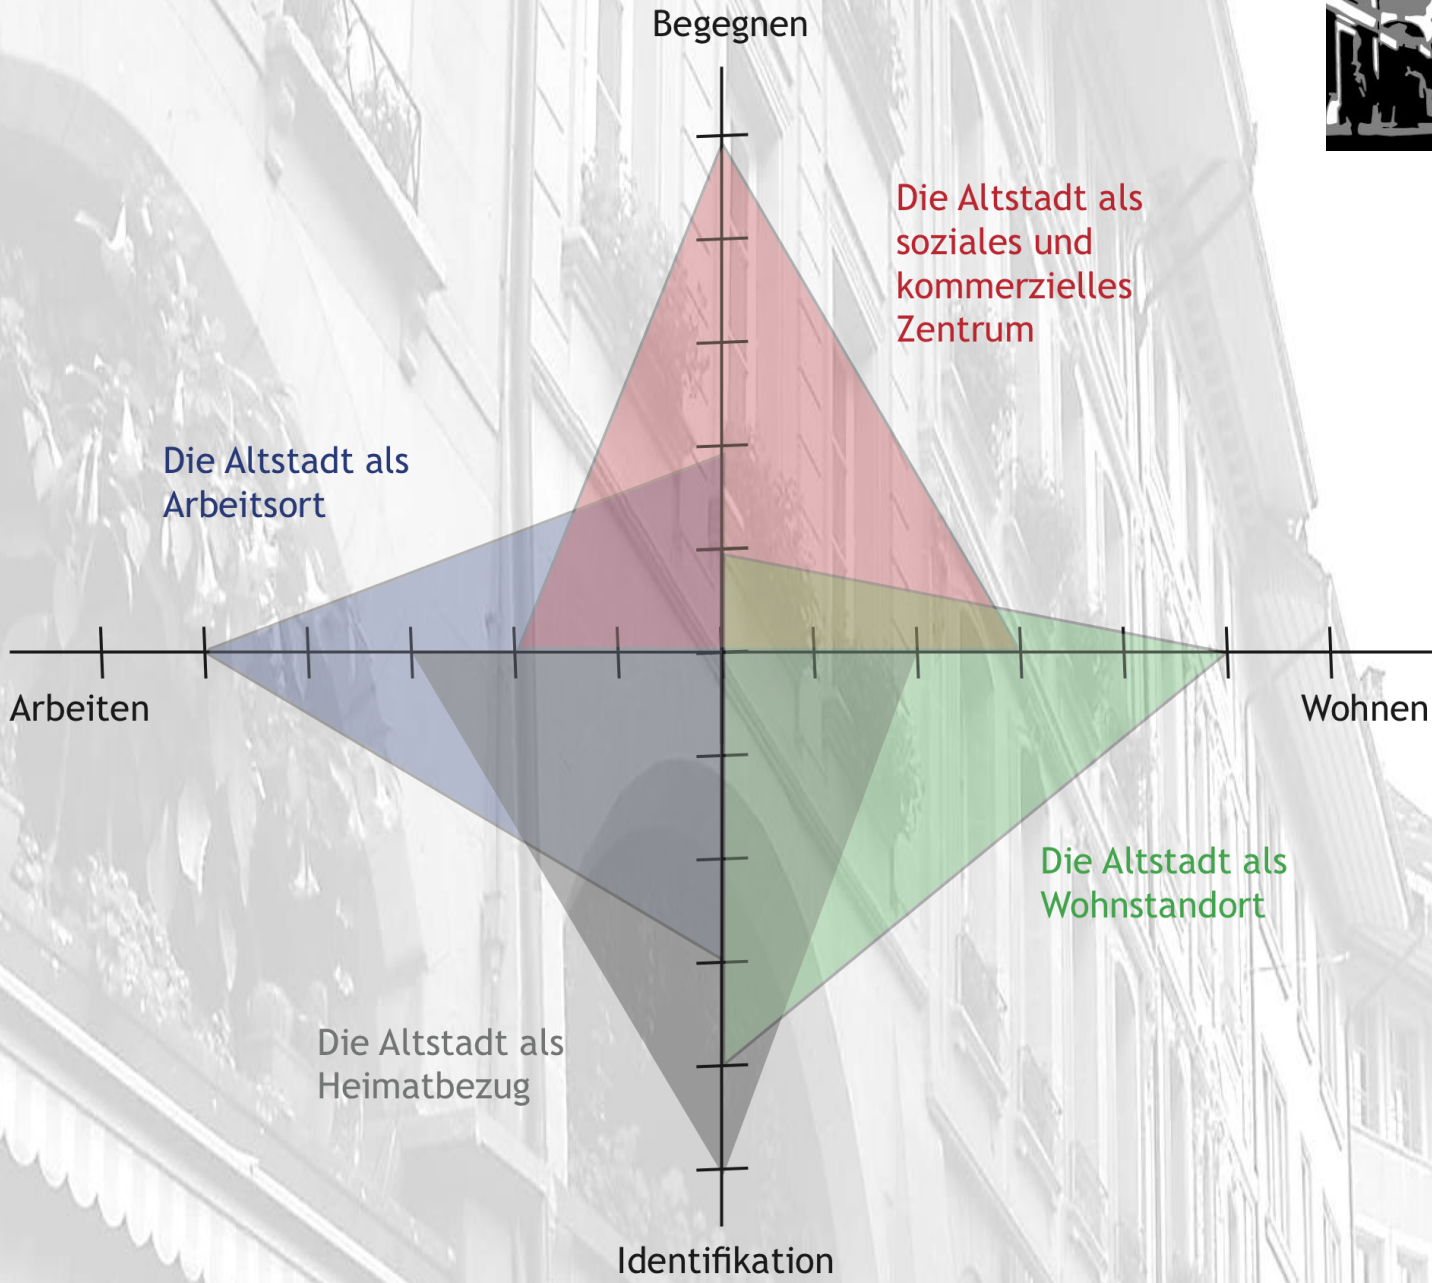 Begegnen
Die Altstadt als
soziales und
kommerzielles
Zentrum
Die Altstadt als
Arbeitsort
Arbeiten
Wohnen
Die Altstadt als
Wohnstandort
Die Altstadt als
Heimatbezug
Identifikation